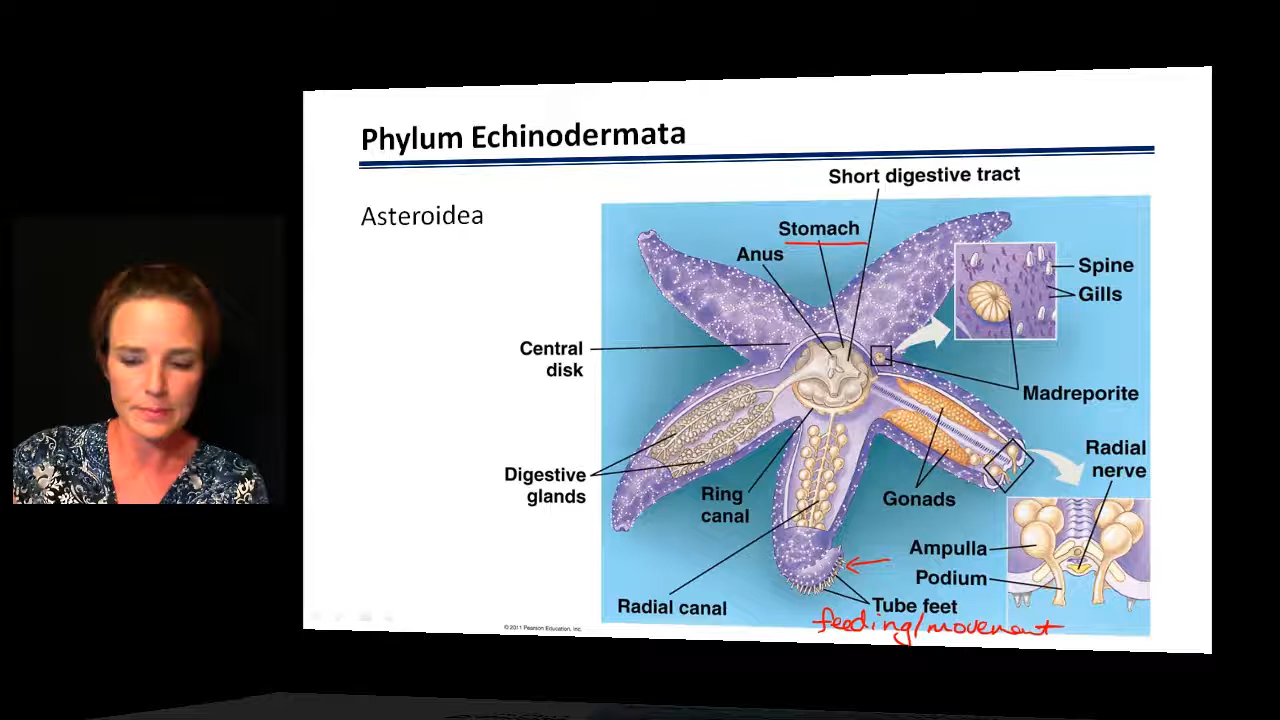 Phylum Echinodermata
Asteroidea
Short digestive tract
Stomach
Anus
Spine
Gills
Central
disk
Madreporite
Radial
nerve
Digestive
glands
Ring
canal
Gonads
Ampulla
Podium
Radial canal
Tube feet
feeding/movement
© 2011 Pearson Education, Inc.